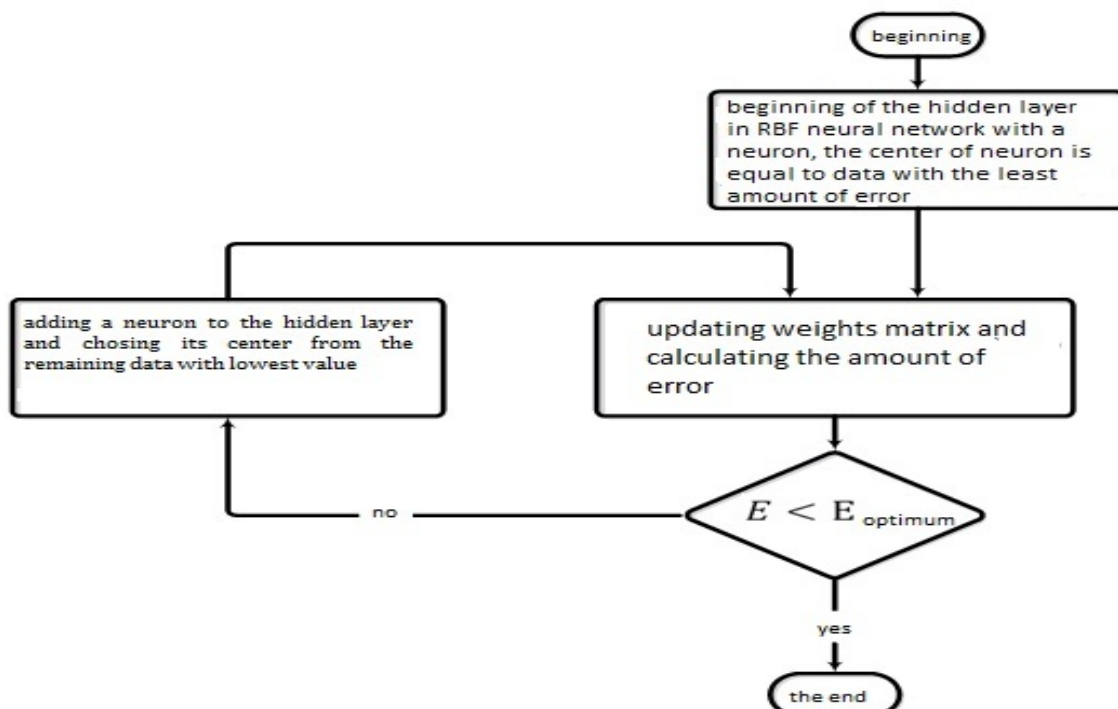 beginning
beginning of the hidden layer
in RBF neural network with a
neuron, the center of neuron is
equal to data with the least
amount of error
adding a neuron to the hidden layer
and chosing its center from the
remaining data with lowest value
updating weights matrix and
calculating the amount of
error
E < E optimum
no
yes
the end